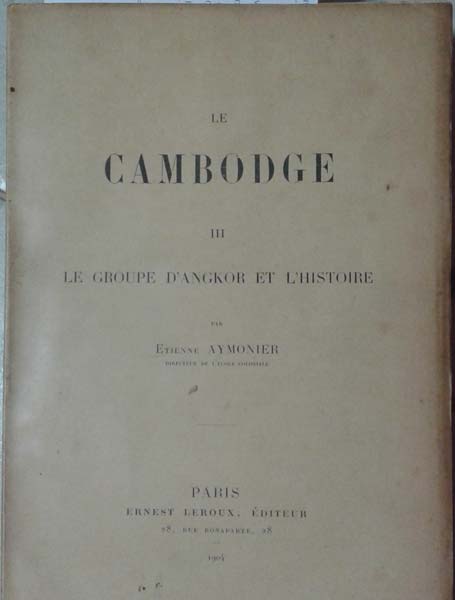 LE
CAMBODGE
III
LE GROUPE D'ANGKOR ET L'HISTOIRE
PAR
Etienne AYMONIER
DIRECTEUR DE L'ÉCOLE COLONIALE
PARIS
ERNEST LEROUX, ÉDITEUR
28, RUE BONAPARTE, 28
1904